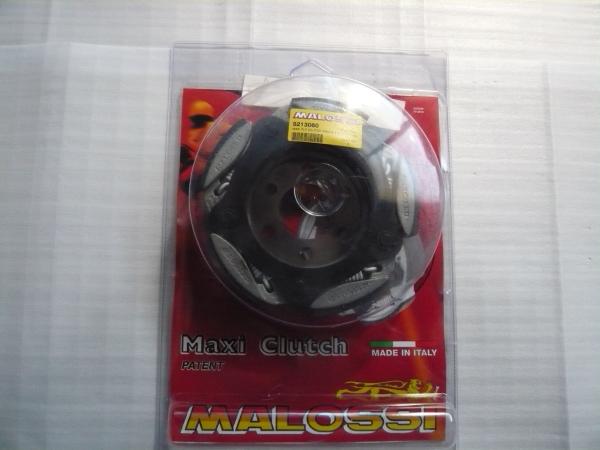 MALOSSI
5213060
Maxi Clutch
PATENT
MADE IN ITALY
MALOSSI